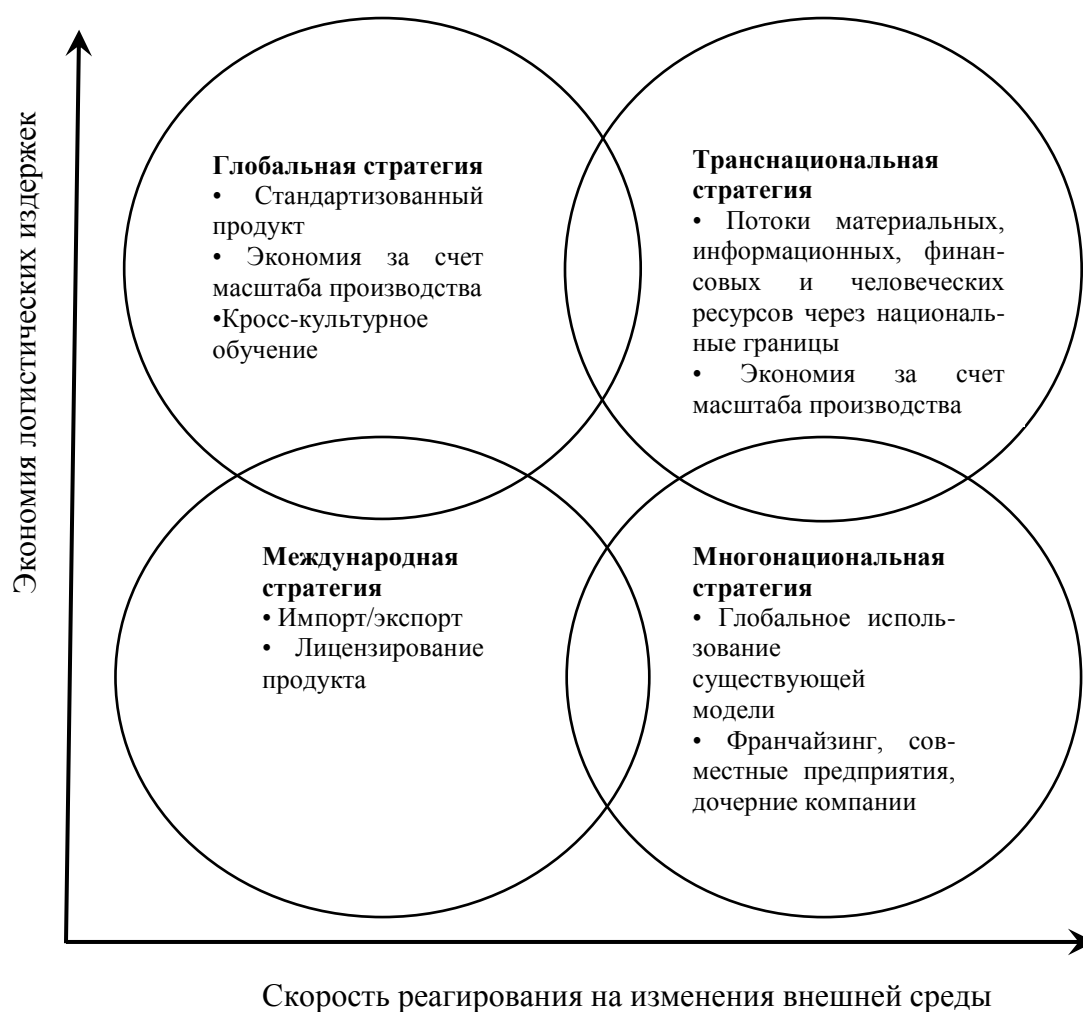 Экономия логистических издержек
Глобальная стратегия
• Стандартизованный
продукт
• Экономия за счет
масштаба производства
•Кросс-культурное
обучение
Транснациональная
стратегия
• Потоки материальных,
информационных, финан-
совых и человеческих
ресурсов через националь-
ные границы
• Экономия за счет
масштаба производства
Международная
стратегия
• Импорт/экспорт
• Лицензирование
продукта
Многонациональная
стратегия
• Глобальное исполь-
зование
существующей
модели
• Франчайзинг, сов-
местные предприятия,
дочерние компании
Скорость реагирования на изменения внешней среды